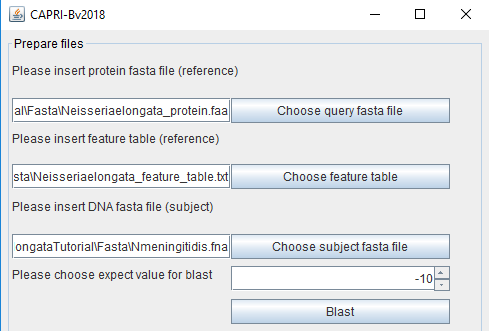 CAPRI-Bv2018
Prepare files
Please insert protein fasta file (reference)
al\Fasta\Neisseriaelongata_protein.faa
Choose query fasta file
Please insert feature table (reference)
sta\Neisseriaelongata_feature_table.txt
Choose feature table
Please insert DNA fasta file (subject)
ongataTutorial\Fasta\Nmeningitidis.fna
Choose subject fasta file
Please choose expect value for blast
-10
Blast